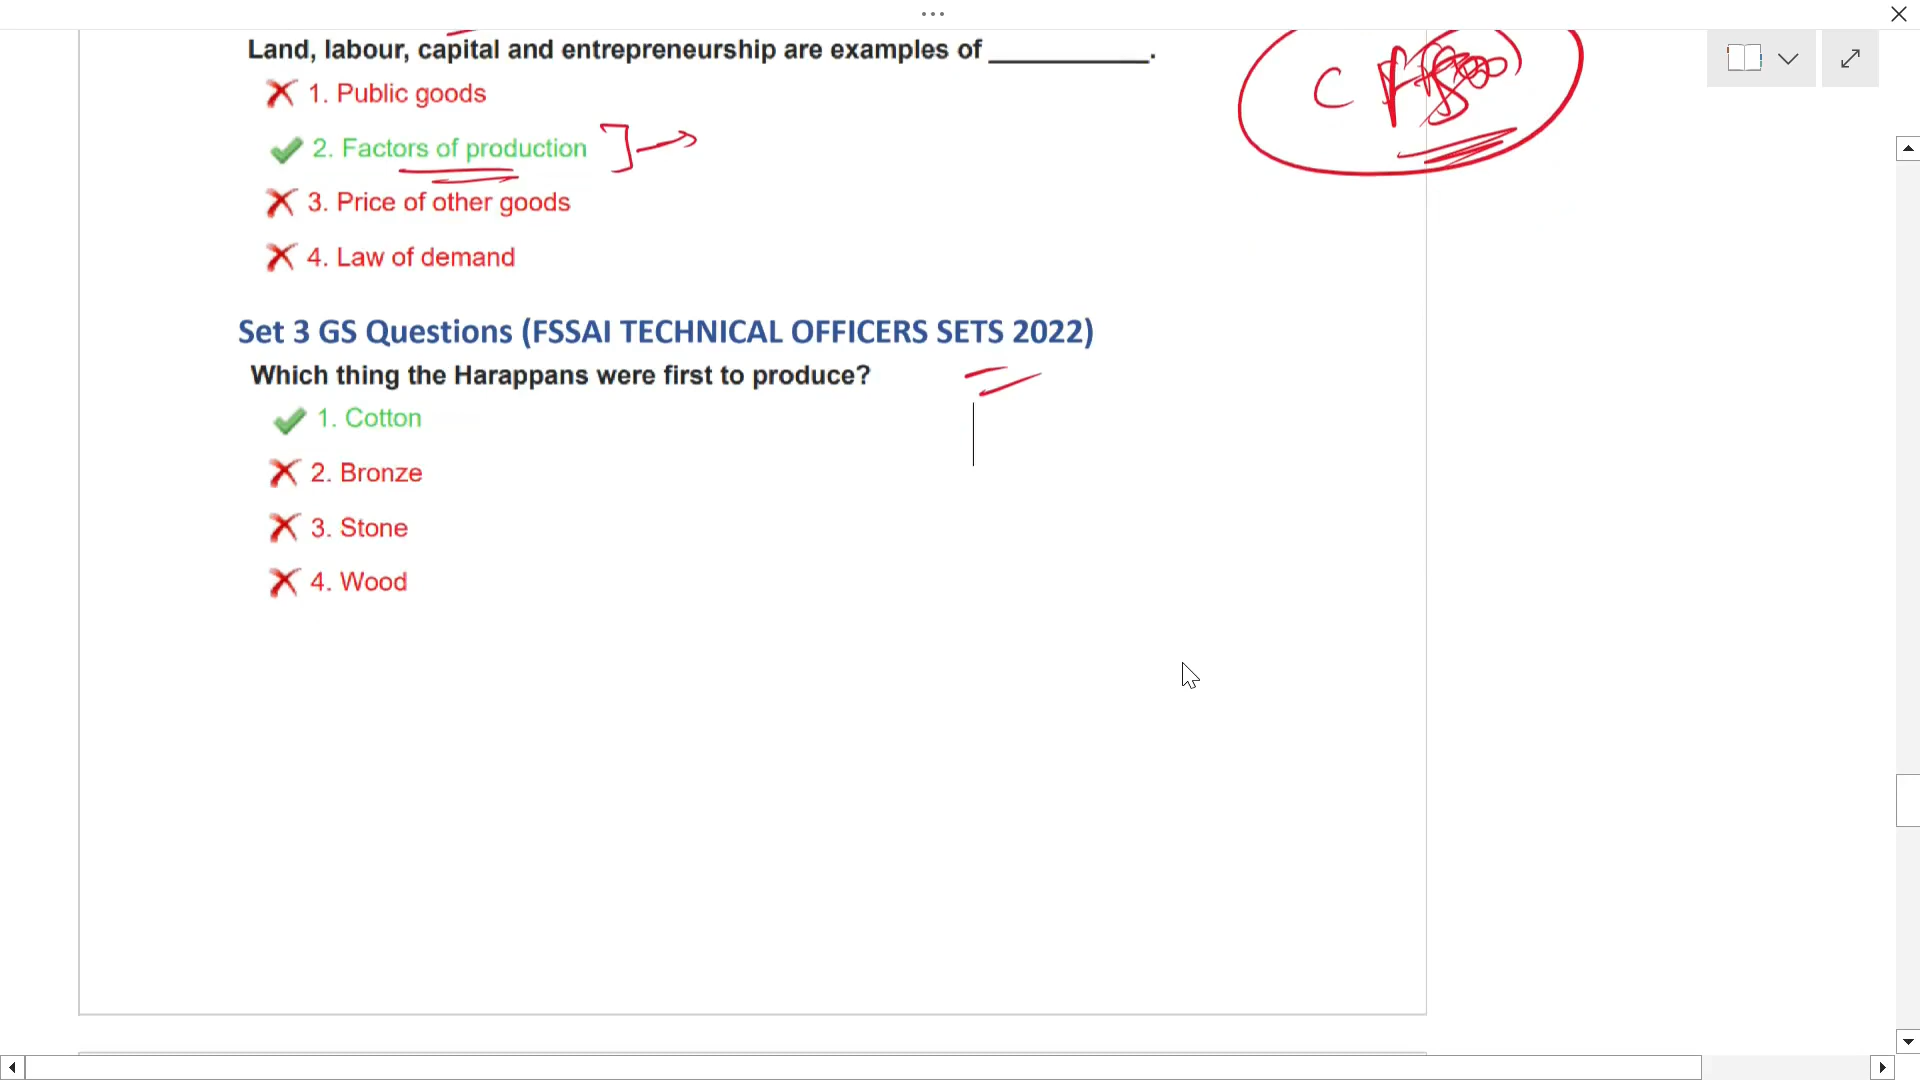 Land, labour, capital and entrepreneurship are examples of ___________.
1. Public goods
2. Factors of production
3. Price of other goods
4. Law of demand
C
Set 3 GS Questions (FSSAI TECHNICAL OFFICERS SETS 2022)
Which thing the Harappans were first to produce?
1. Cotton
2. Bronze
3. Stone
4. Wood